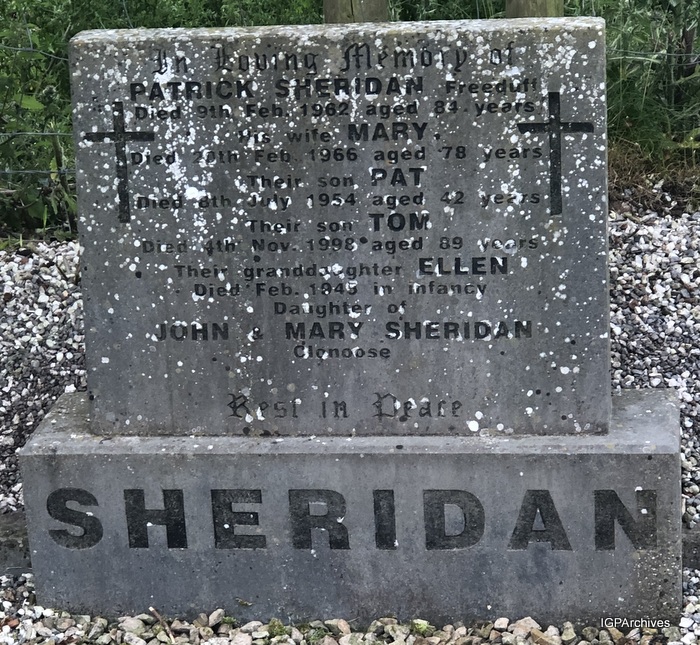 In Loving Memory of
PATRICK SHERIDAN Freeduff
Died 9th Feb. 1962 aged 84 years
His wife MARY,
Died 20th Feb. 1966 aged 78 years
Their son PAT
Died 8th July 1954 aged 42 years
Their son TOM
Died 4th Nov. 1998 aged 89 years
Their granddaughter ELLEN
Died Feb. 1945 in infancy
Daughter of
JOHN & MARY SHERIDAN
Clonoose
Rest in Peace
SHERIDAN
IGPArchives